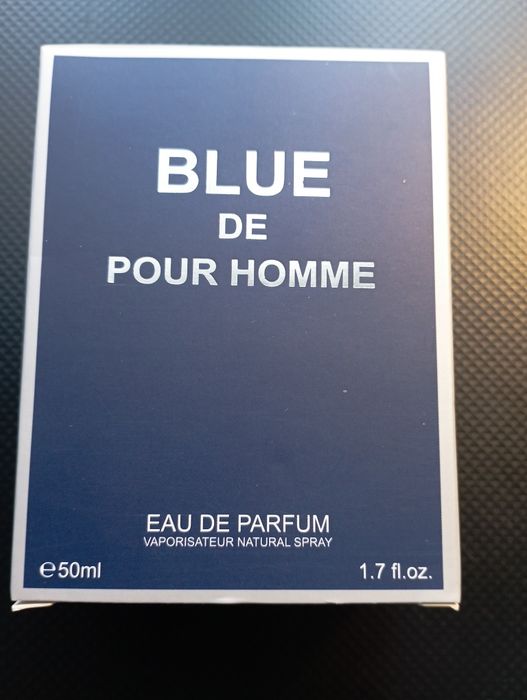 BLUE
DE
POUR HOMME
EAU DE PARFUM
VAPORISATEUR NATURAL SPRAY
℮50ml
1.7 fl.oz.